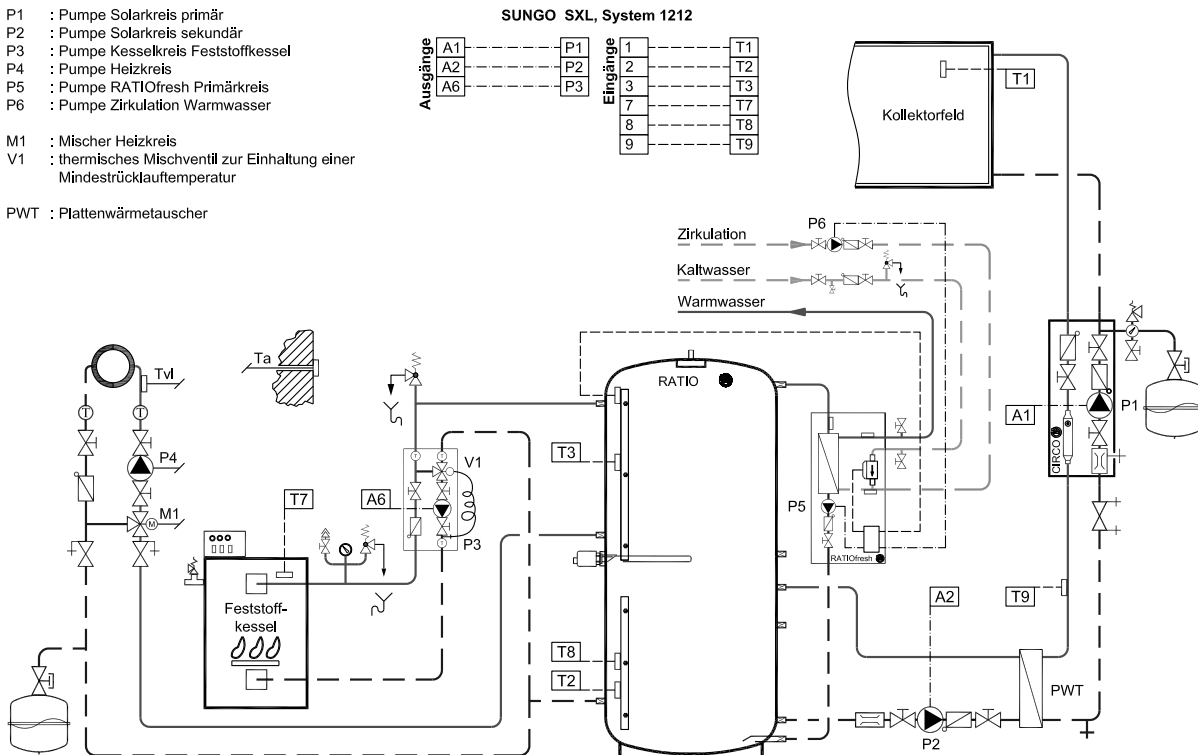 P1 : Pumpe Solarkreis primär
P2 : Pumpe Solarkreis sekundär
P3 : Pumpe Kesselkreis Feststoffkessel
P4 : Pumpe Heizkreis
P5 : Pumpe RATIOfresh Primärkreis
P6 : Pumpe Zirkulation Warmwasser
M1 : Mischer Heizkreis
V1 : thermisches Mischventil zur Einhaltung einer
Mindestrücklauftemperatur
PWT : Plattenwärmetauscher
SUNGO SXL, System 1212
Ausgänge
A1 P1
A2 P2
A6 P3
Eingänge
1 T1
2 T2
3 T3
7 T7
8 T8
9 T9
T1
Kollektorfeld
P6
Zirkulation
Kaltwasser
Warmwasser
Ta
Tvl
RATIO
P1
A1
CIRCO
P4
T3
V1
T7
A6
P5
M1
P3
RATIOfresh
Feststoff-
kessel
A2
T9
T8
T2
PWT
P2
M